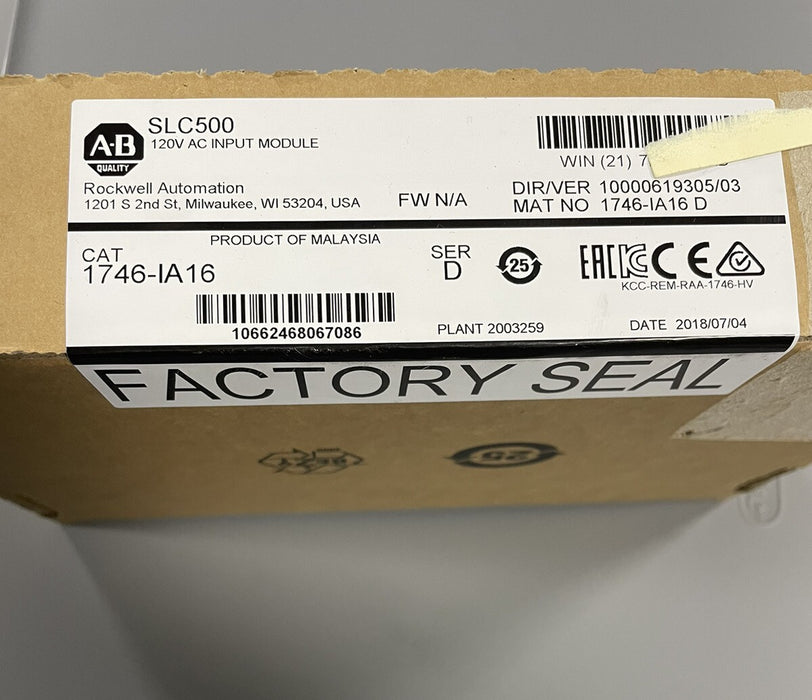 A·B
QUALITY
SLC500
120V AC INPUT MODULE
Rockwell Automation
1201 S 2nd St, Milwaukee, WI 53204, USA
FW N/A
WIN (21) 7
DIR/VER 10000619305/03
MAT NO 1746-IA16 D
PRODUCT OF MALAYSIA
CAT
1746-IA16
10662468067086
SER
D
25
EAC CE
KCC-REM-RAA-1746-HV
PLANT 2003259
DATE 2018/07/04
FACTORY SEAL
25